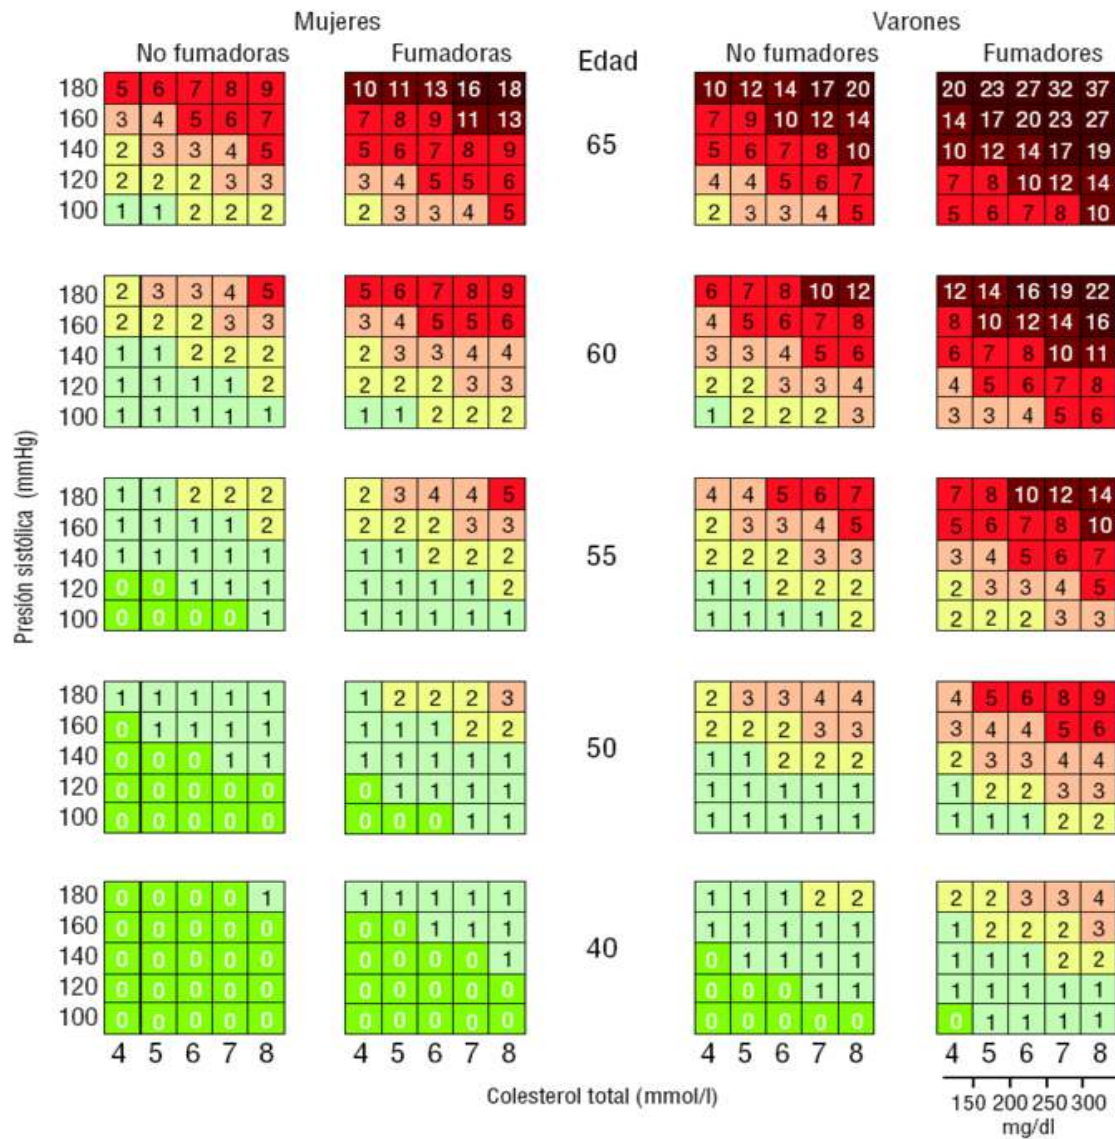 Mujeres Varones
No fumadoras Fumadoras Edad No fumadores Fumadores
180 5 6 7 8 9 10 11 13 16 18 10 12 14 17 20 20 23 27 32 37
160 3 4 5 6 7 7 8 9 11 13 7 9 10 12 14 14 17 20 23 27
140 2 3 3 4 5 5 6 7 8 9 65 5 6 7 8 10 10 12 14 17 19
120 2 2 2 3 3 3 4 5 5 6 4 4 5 6 7 7 8 10 12 14
100 1 1 2 2 2 2 3 3 4 5 2 3 3 4 5 5 6 7 8 10
180 2 3 3 4 5 5 6 7 8 9 6 7 8 10 12 12 14 16 19 22
160 2 2 2 3 3 3 4 5 5 6 4 5 6 7 8 8 10 12 14 16
140 1 1 2 2 2 2 3 3 4 4 60 3 3 4 5 6 6 7 8 10 11
120 1 1 1 1 2 2 2 2 3 3 2 2 3 3 4 4 5 6 7 8
100 1 1 1 1 1 1 1 2 2 2 1 2 2 2 3 3 3 4 5 6
Presión sistólica (mmHg)
180 1 1 2 2 2 2 3 4 4 5 4 4 5 6 7 7 8 10 12 14
160 1 1 1 1 2 2 2 2 3 3 2 3 3 4 5 5 6 7 8 10
140 1 1 1 1 1 1 1 2 2 2 55 2 2 2 3 3 3 4 5 6 7
120 0 0 1 1 1 1 1 1 1 2 1 1 2 2 2 2 3 3 4 5
100 0 0 0 0 1 1 1 1 1 1 1 1 1 1 2 2 2 2 3 3
180 1 1 1 1 1 1 2 2 2 3 2 3 3 4 4 4 5 6 8 9
160 0 1 1 1 1 1 1 1 2 2 2 2 2 3 3 3 4 4 5 6
140 0 0 0 1 1 1 1 1 1 1 50 1 1 2 2 2 2 3 3 4 4
120 0 0 0 0 0 0 1 1 1 1 1 1 1 1 1 1 2 2 3 3
100 0 0 0 0 0 0 0 0 1 1 1 1 1 1 1 1 1 1 2 2
180 0 0 0 0 1 1 1 1 1 1 1 1 1 2 2 2 2 3 3 4
160 0 0 0 0 0 0 0 1 1 1 1 1 1 1 1 1 2 2 2 3
140 0 0 0 0 0 0 0 0 0 1 40 0 1 1 1 1 1 1 1 2 2
120 0 0 0 0 0 0 0 0 0 0 0 0 0 1 1 1 1 1 1 1
100 0 0 0 0 0 0 0 0 0 0 0 0 0 0 0 0 1 1 1 1
4 5 6 7 8 4 5 6 7 8 4 5 6 7 8 4 5 6 7 8
Colesterol total (mmol/l)
150 200 250 300
mg/dl